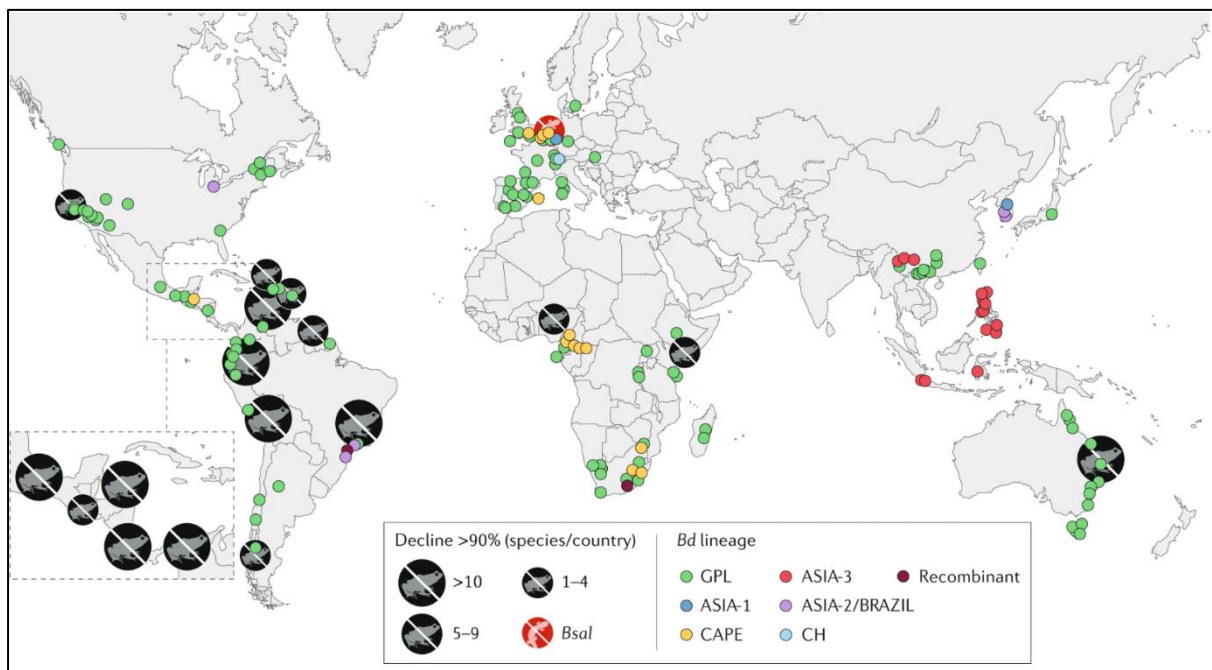 Decline >90% (species/country)
>10
1–4
5–9
Bsal
Bd lineage
GPL
ASIA-3
Recombinant
ASIA-1
ASIA-2/BRAZIL
CAPE
CH